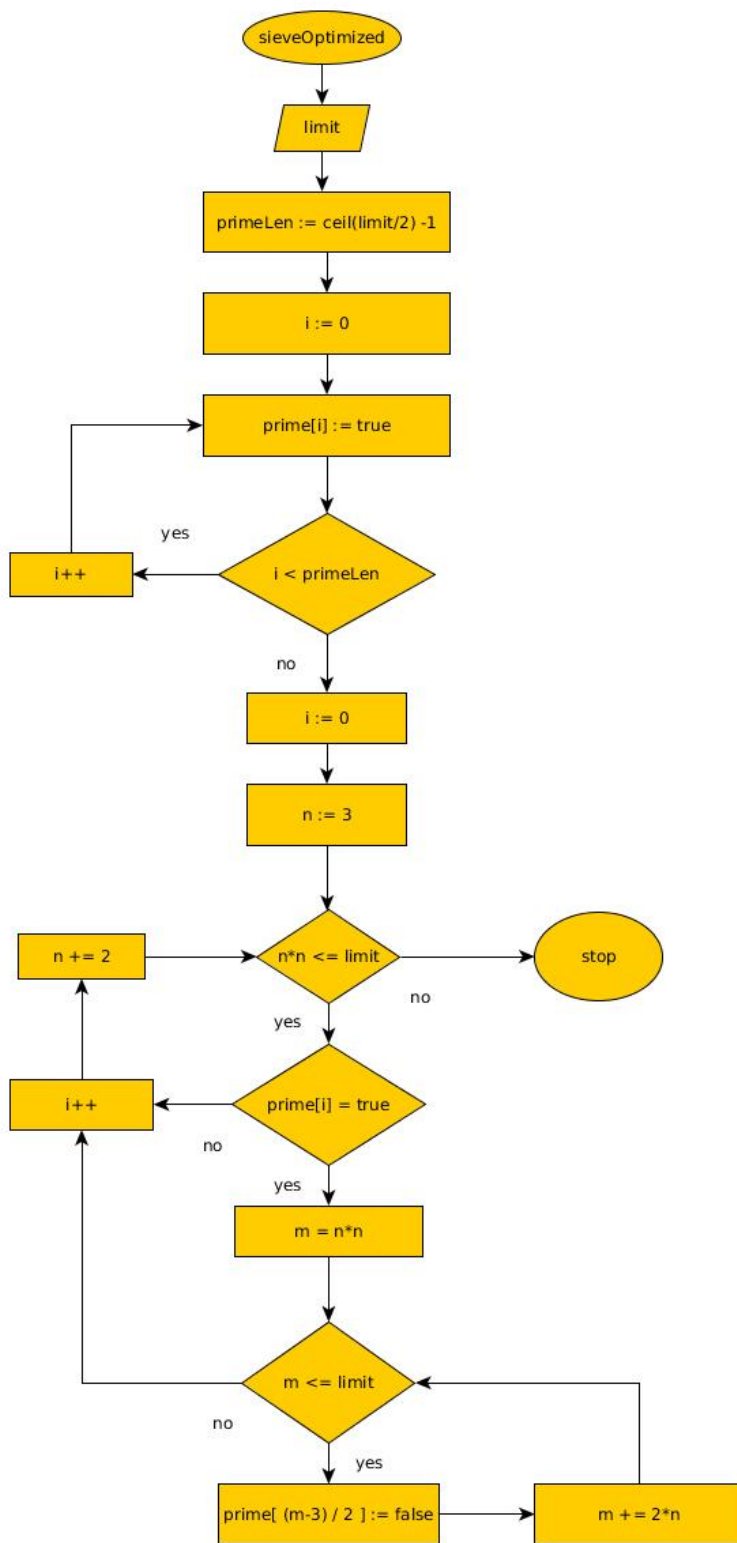 sieveOptimized
limit
primeLen := ceil(limit/2) -1
i := 0
prime[i] := true
yes
i++
i < primeLen
no
i := 0
n := 3
n += 2
n*n <= limit
stop
no
yes
i++
prime[i] = true
no
yes
m = n*n
m <= limit
no
yes
prime[ (m-3) / 2 ] := false
m += 2*n